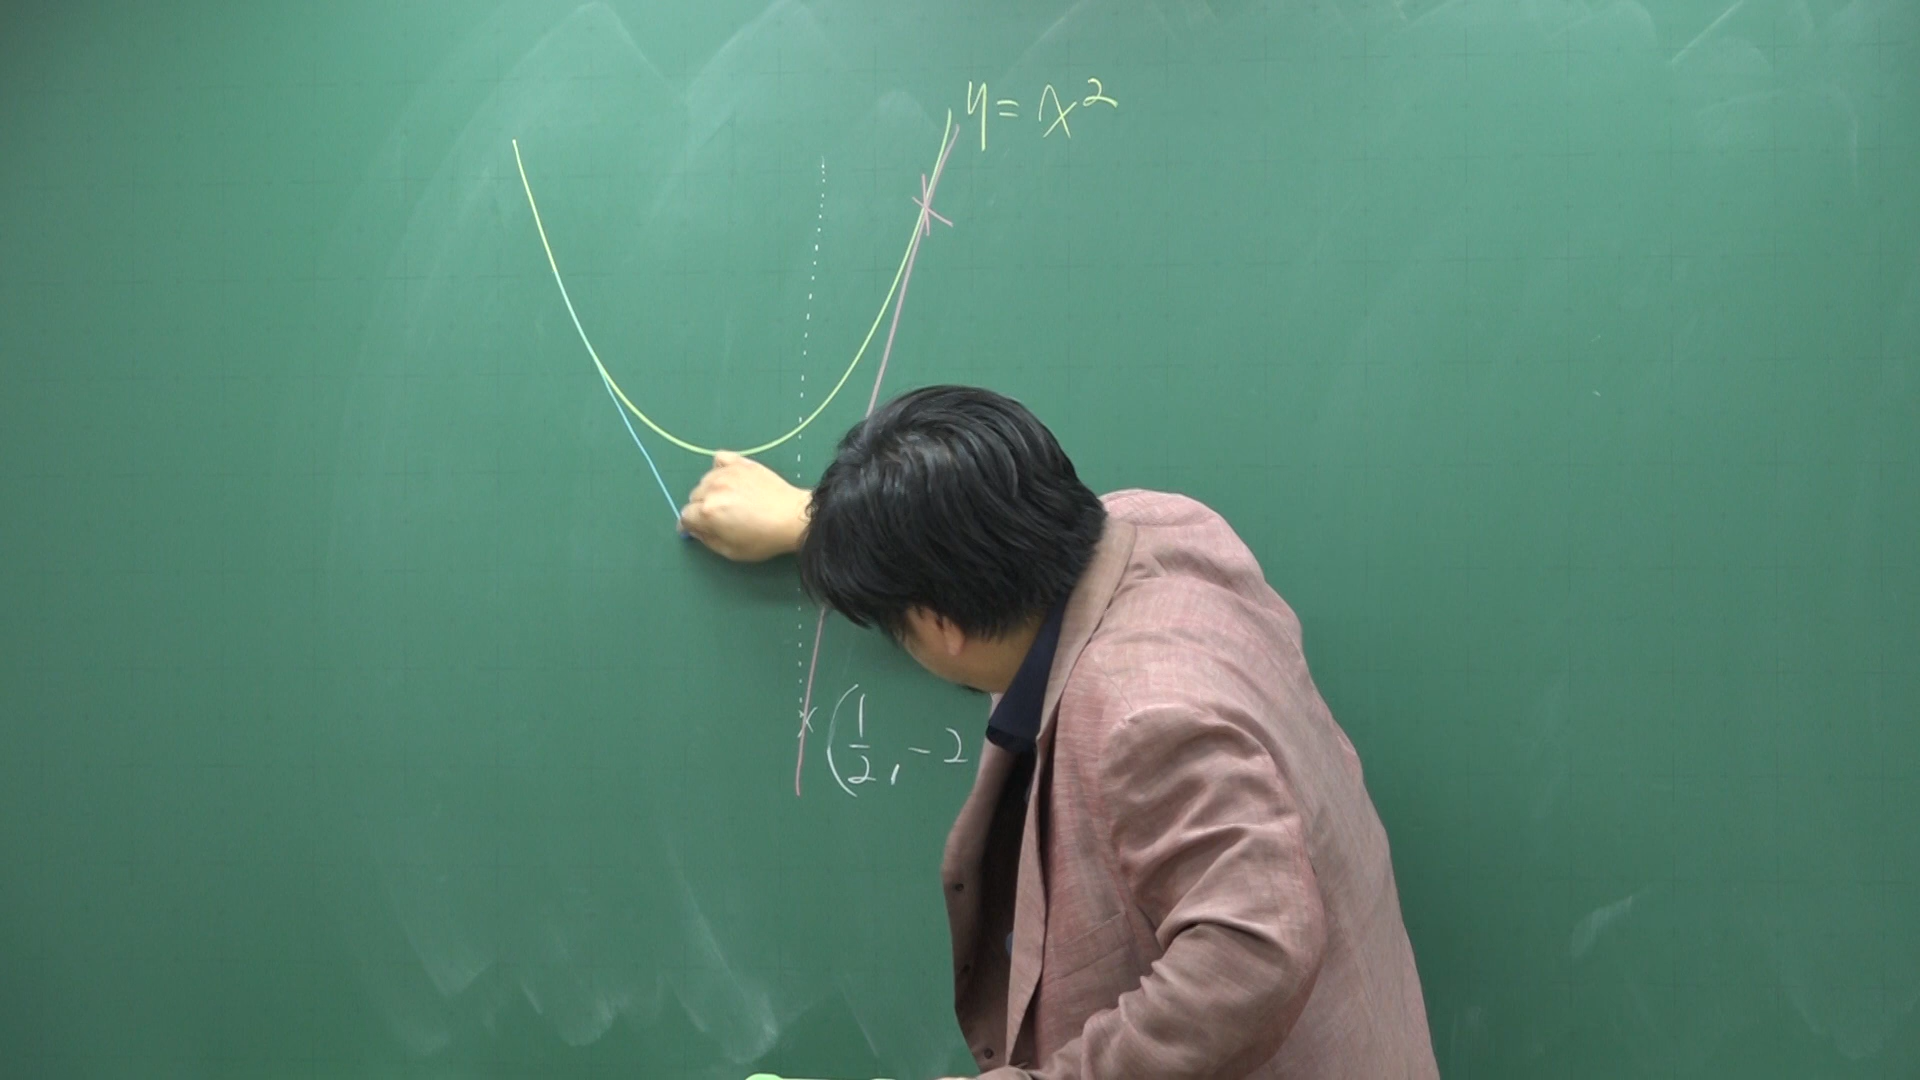 y = x²
(1/2, -2